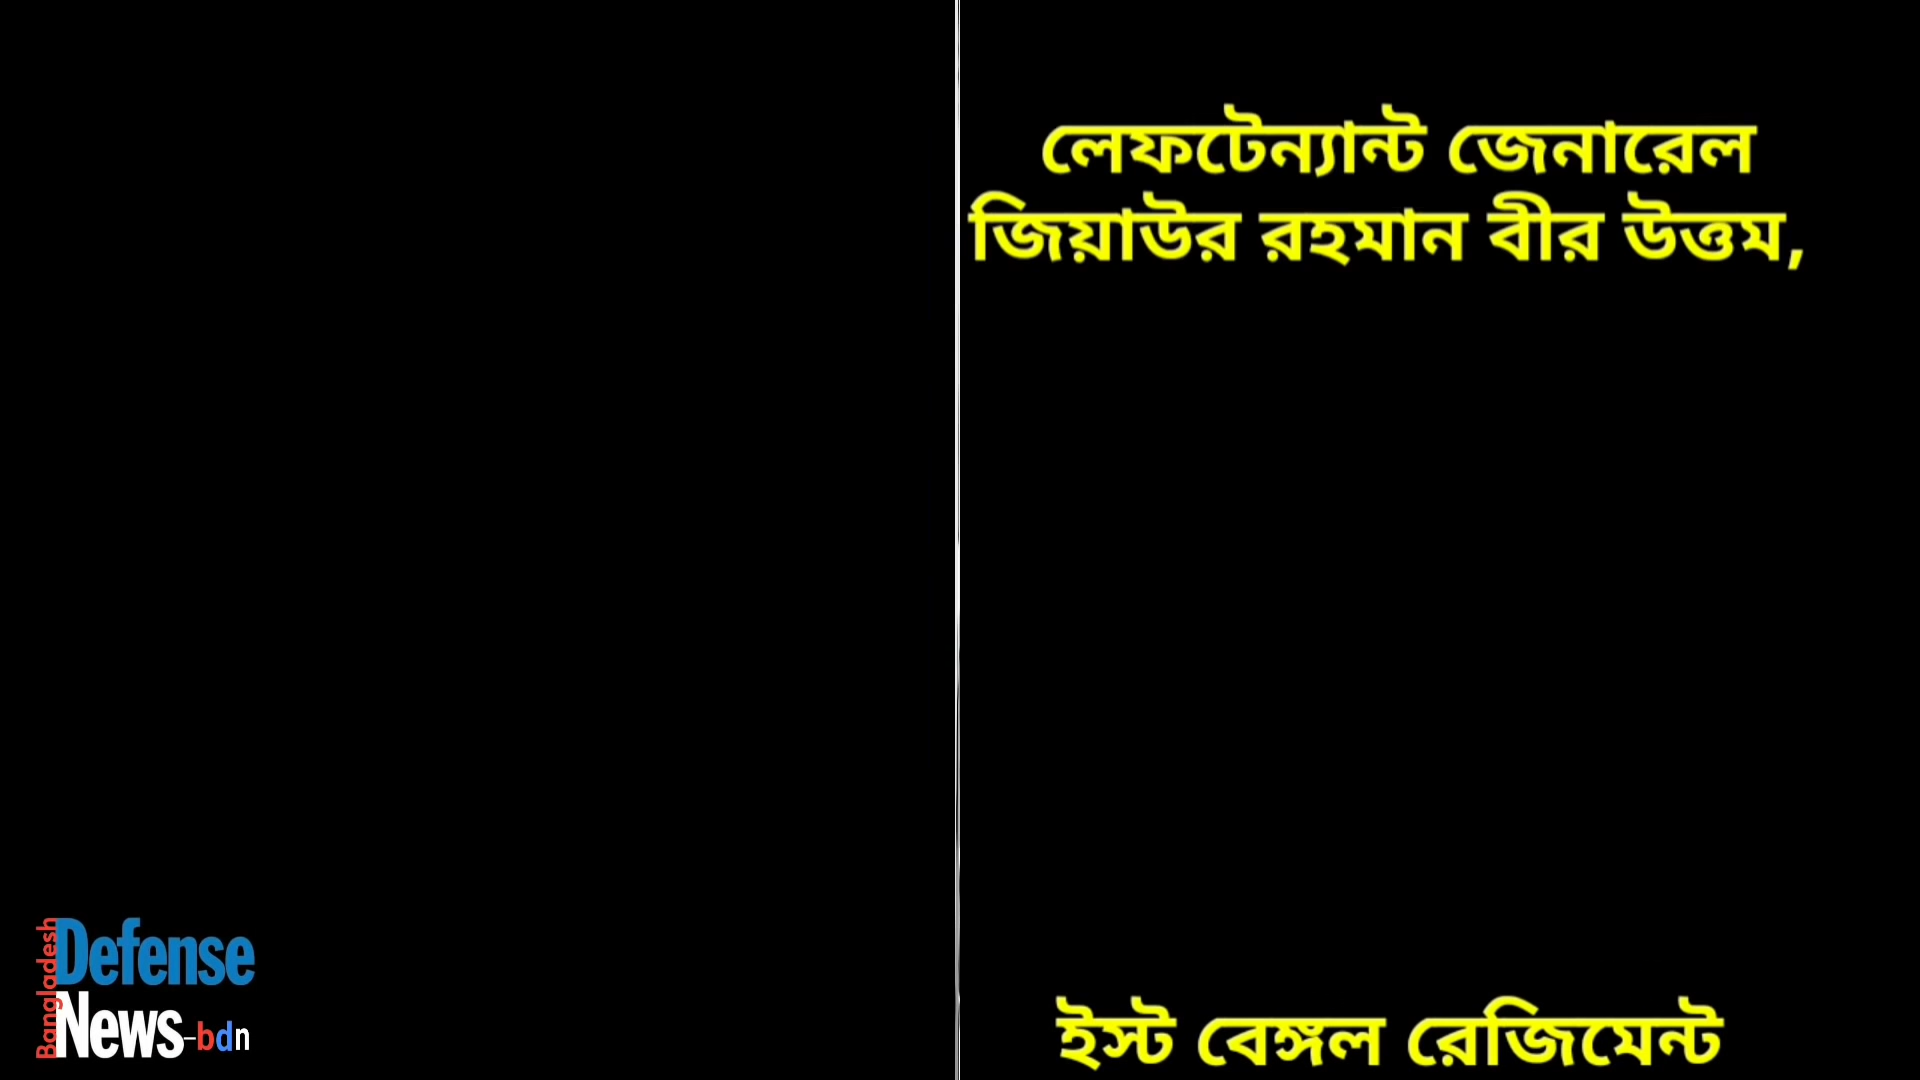 লেফটেন্যান্ট জেনারেল
জিয়াউর রহমান বীর উত্তম,
ইস্ট বেঙ্গল রেজিমেন্ট
Bangladesh
Defense
News-bdn